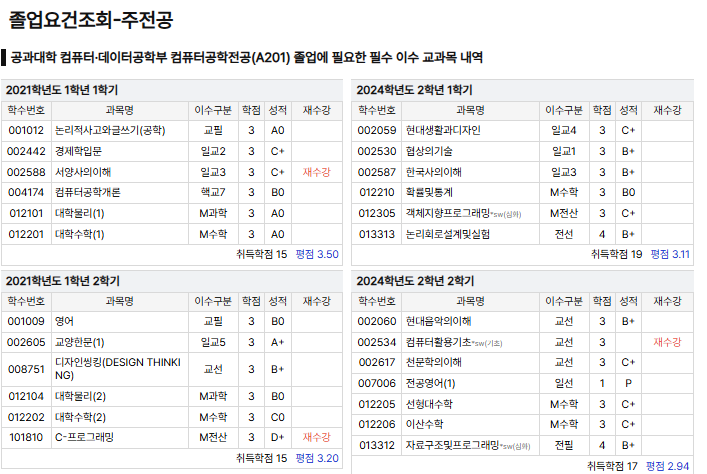 졸업요건조회-주전공
공과대학 컴퓨터·데이터공학부 컴퓨터공학전공(A201) 졸업에 필요한 필수 이수 교과목 내역
2021학년도 1학년 1학기
학수번호 과목명 이수구분 학점 성적 재수강
001012 논리적사고와글쓰기(공학) 교필 3 A0
002442 경제학입문 일교2 3 C+
002588 서양사의이해 일교3 3 C+ 재수강
004174 컴퓨터공학개론 핵교7 3 B0
012101 대학물리(1) M과학 3 A0
012201 대학수학(1) M수학 3 A0
취득학점 15 평점 3.50
2021학년도 1학년 2학기
학수번호 과목명 이수구분 학점 성적 재수강
001009 영어 교필 3 B0
002605 교양한문(1) 일교5 3 A+
008751 디자인씽킹(DESIGN THINKI
NG) 교선 3 B+
012104 대학물리(2) M과학 3 B0
012202 대학수학(2) M수학 3 C0
101810 C-프로그래밍 M전산 3 D+ 재수강
취득학점 15 평점 3.20
2024학년도 2학년 1학기
학수번호 과목명 이수구분 학점 성적 재수강
002059 현대생활과디자인 일교4 3 C+
002530 협상의기술 일교1 3 B+
002587 한국사의이해 일교3 3 B+
012210 확률및통계 M수학 3 B0
012305 객체지향프로그래밍*sw(심화) M전산 3 C+
013313 논리회로설계및실험 전선 4 B+
취득학점 19 평점 3.11
2024학년도 2학년 2학기
학수번호 과목명 이수구분 학점 성적 재수강
002060 현대음악의이해 교선 3 B+
002534 컴퓨터활용기초*sw(기초) 교선 3 재수강
002617 천문학의이해 교선 3 C+
007006 전공영어(1) 일선 1 P
012205 선형대수학 M수학 3 C+
012206 이산수학 M수학 3 C+
013312 자료구조및프로그래밍*sw(심화) 전필 4 B+
취득학점 17 평점 2.94